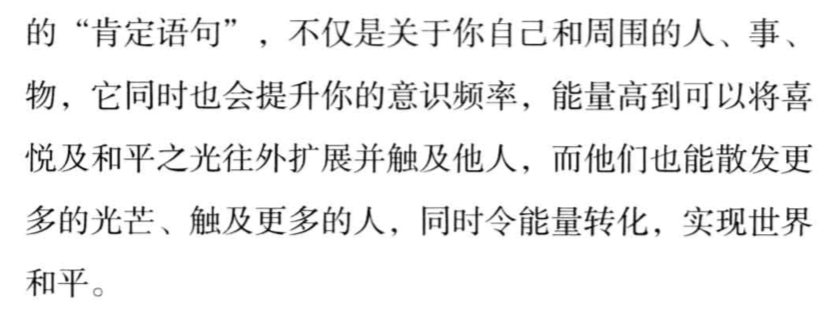 的“肯定语句”，不仅是关于你自己和周围的人、事、
物，它同时也会提升你的意识频率，能量高到可以将喜
悦及和平之光往外扩展并触及他人，而他们也能散发更
多的光芒、触及更多的人，同时令能量转化，实现世界
和平。